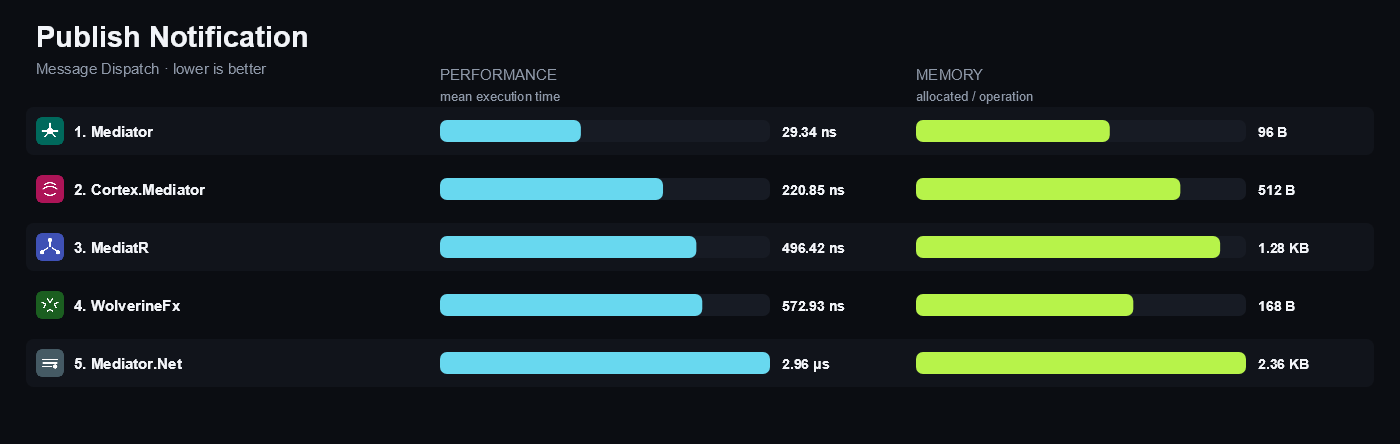 Publish Notification
Message Dispatch · lower is better
PERFORMANCE
mean execution time
MEMORY
allocated / operation
1. Mediator 29.34 ns 96 B
2. Cortex.Mediator 220.85 ns 512 B
3. MediatR 496.42 ns 1.28 KB
4. WolverineFx 572.93 ns 168 B
5. Mediator.Net 2.96 μs 2.36 KB